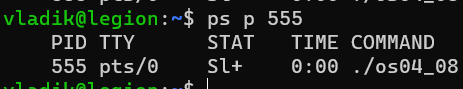 vladik@legion:~$ ps p 555
PID TTY STAT TIME COMMAND
555 pts/0 Sl+ 0:00 ./os04_08
vladik@legion:~$